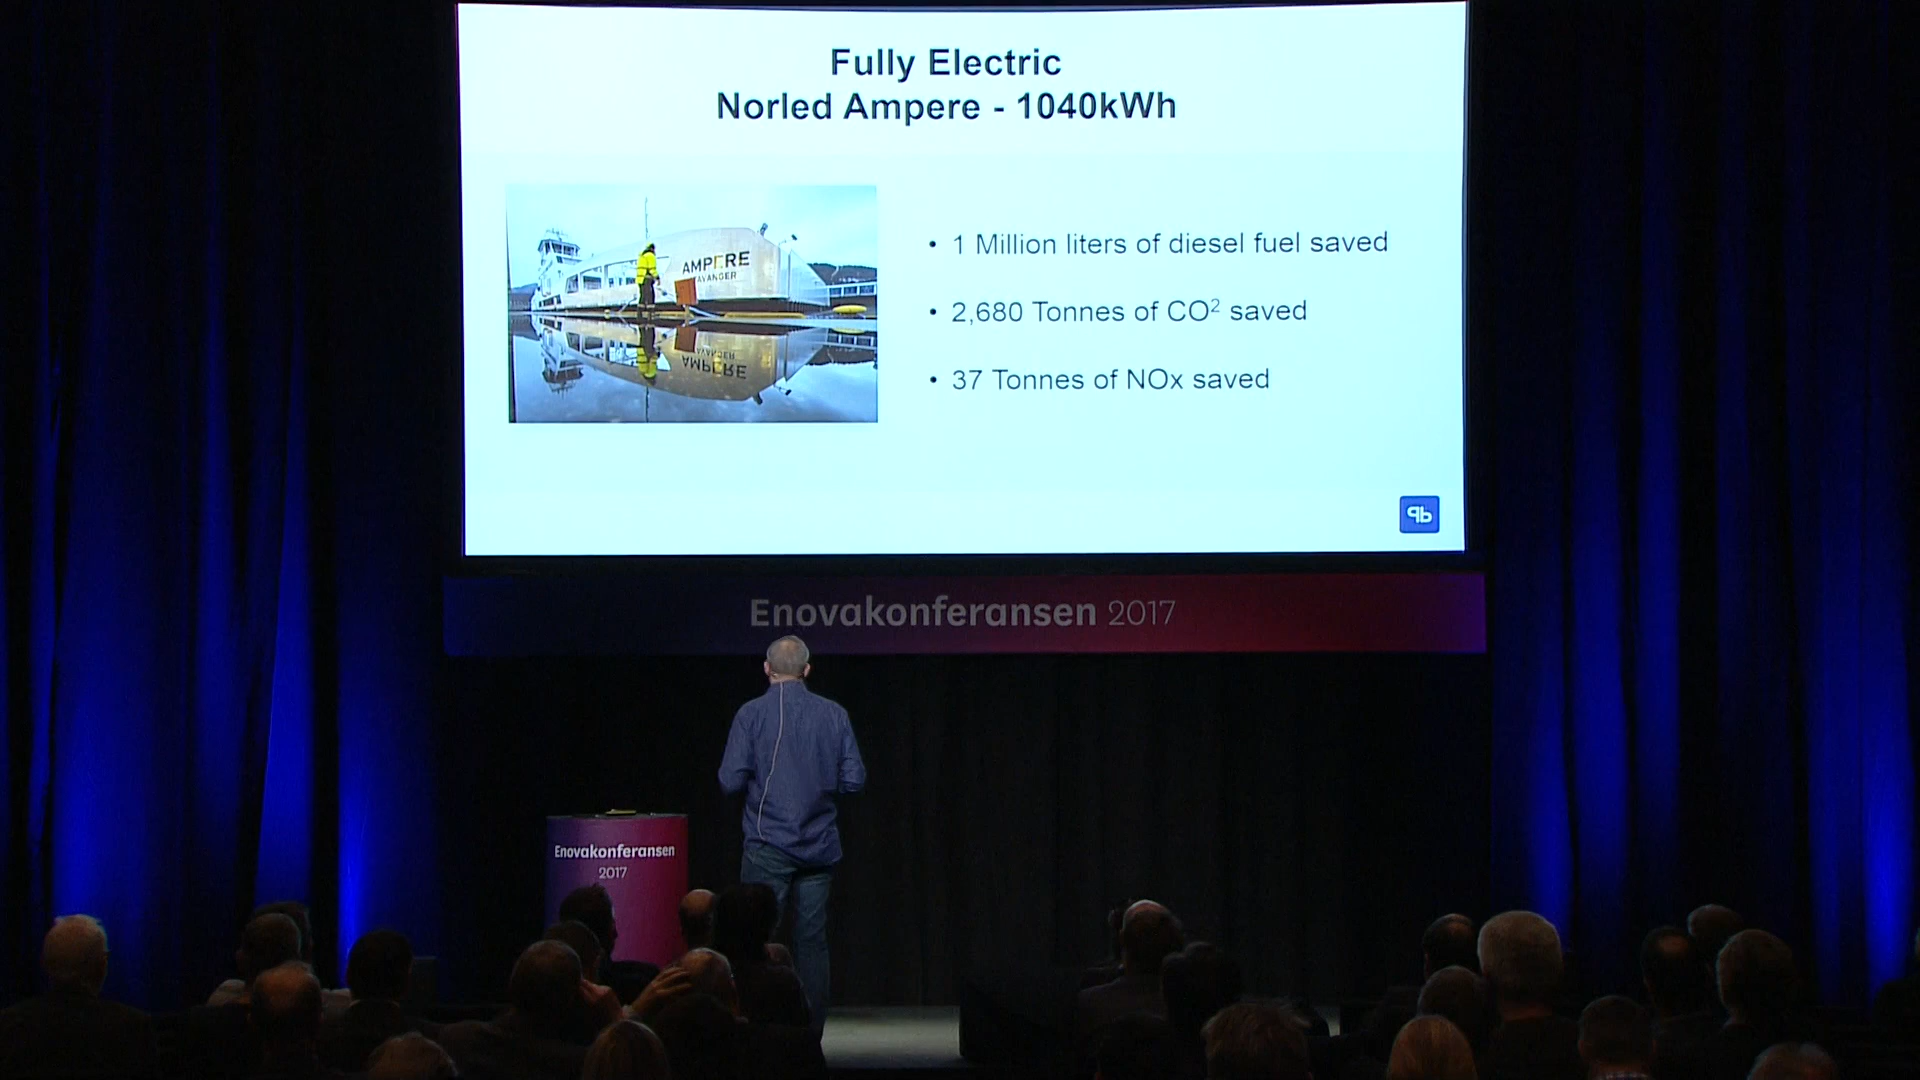 Fully Electric
Norled Ampere - 1040kWh
AMPERE
AVANGER
• 1 Million liters of diesel fuel saved
• 2,680 Tonnes of CO² saved
• 37 Tonnes of NOx saved
Enovakonferansen 2017
Enovakonferansen
2017